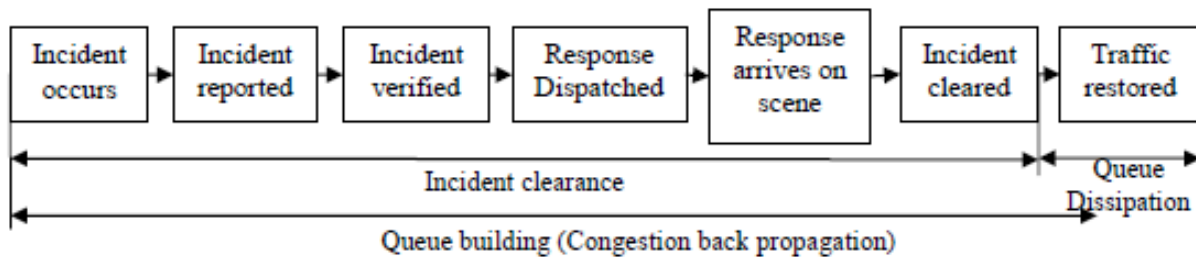 Incident
occurs
Incident
reported
Incident
verified
Response
Dispatched
Response
arrives on
scene
Incident
cleared
Traffic
restored
Incident clearance
Queue
Dissipation
Queue building (Congestion back propagation)